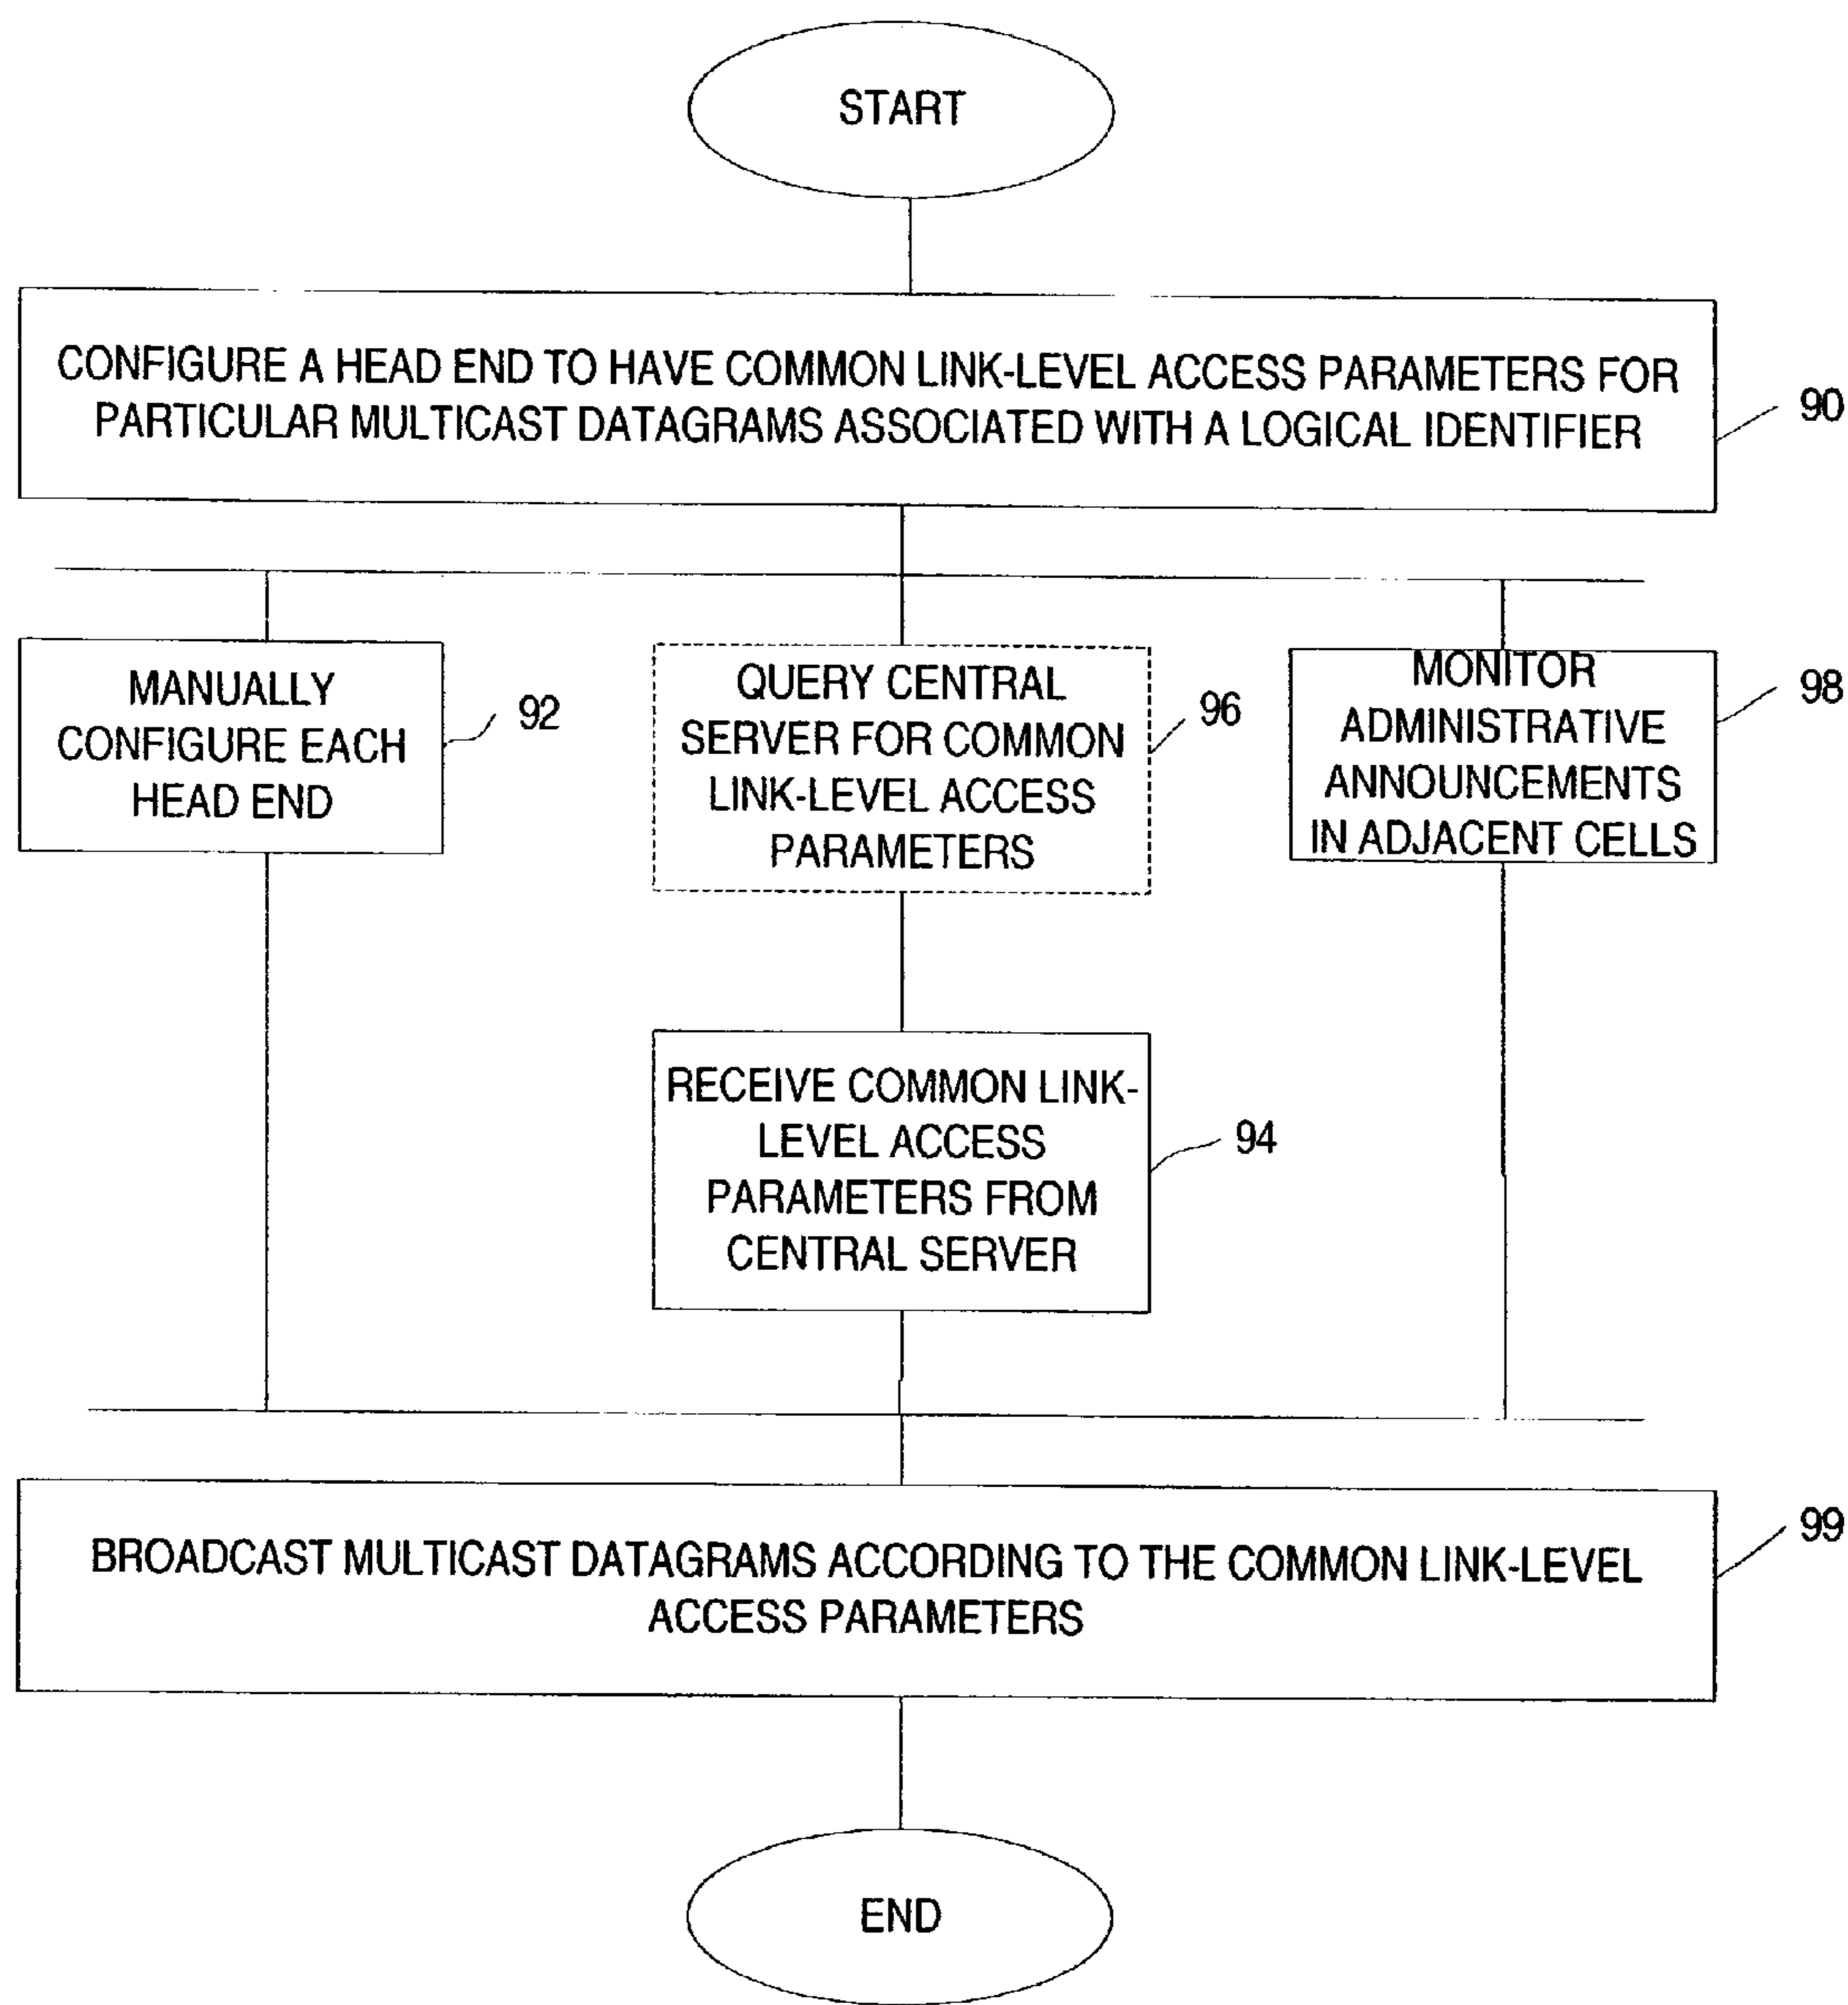 START
CONFIGURE A HEAD END TO HAVE COMMON LINK-LEVEL ACCESS PARAMETERS FOR
PARTICULAR MULTICAST DATAGRAMS ASSOCIATED WITH A LOGICAL IDENTIFIER
90
MANUALLY
CONFIGURE EACH
HEAD END
92
QUERY CENTRAL
SERVER FOR COMMON
LINK-LEVEL ACCESS
PARAMETERS
96
MONITOR
ADMINISTRATIVE
ANNOUNCEMENTS
IN ADJACENT CELLS
98
RECEIVE COMMON LINK-
LEVEL ACCESS
PARAMETERS FROM
CENTRAL SERVER
94
BROADCAST MULTICAST DATAGRAMS ACCORDING TO THE COMMON LINK-LEVEL
ACCESS PARAMETERS
99
END